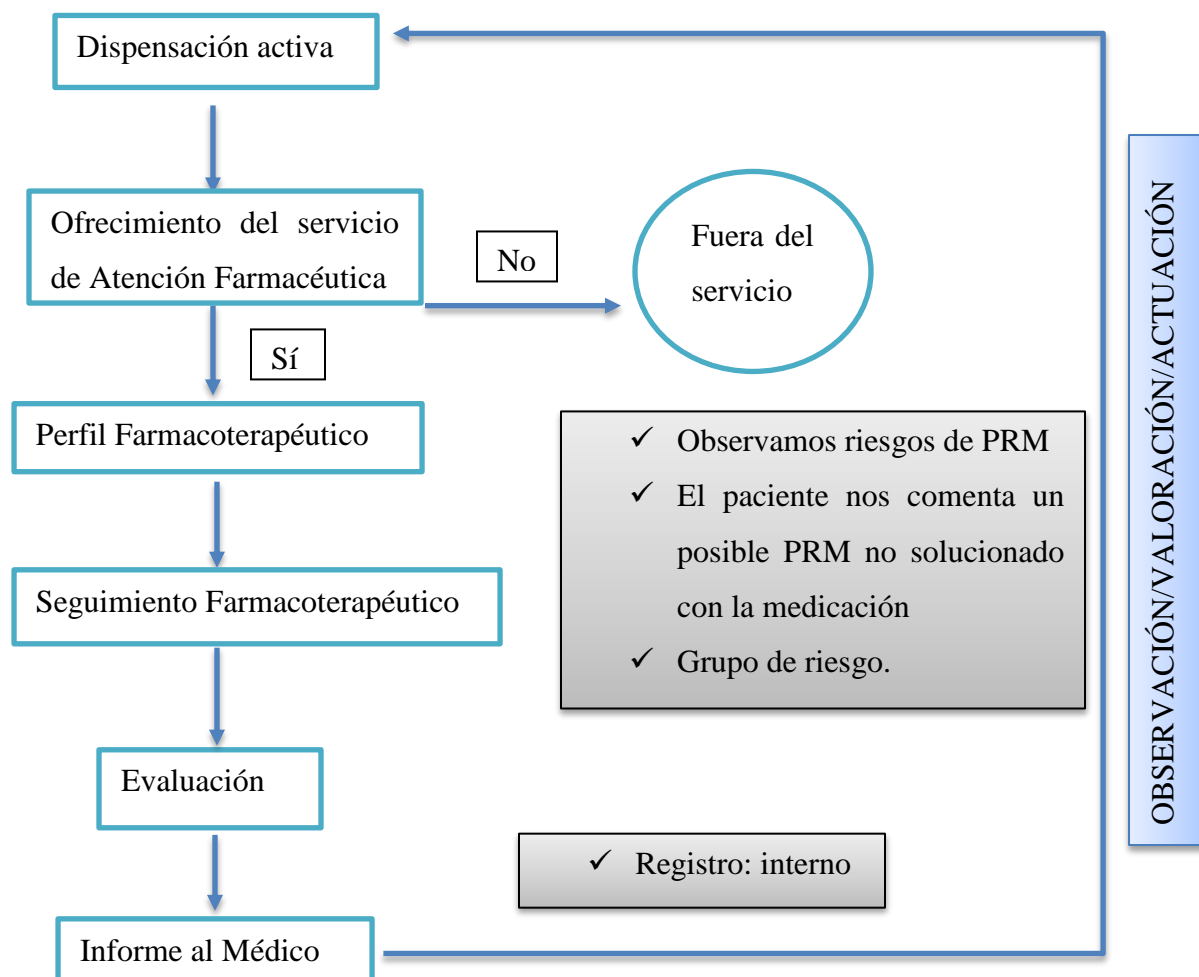 Dispensación activa
Ofrecimiento del servicio
de Atención Farmacéutica
No
Fuera del
servicio
Sí
Perfil Farmacoterapéutico
✓ Observamos riesgos de PRM
✓ El paciente nos comenta un
posible PRM no solucionado
con la medicación
✓ Grupo de riesgo.
Seguimiento Farmacoterapéutico
Evaluación
✓ Registro: interno
Informe al Médico
OBSERVACIÓN/VALORACIÓN/ACTUACIÓN